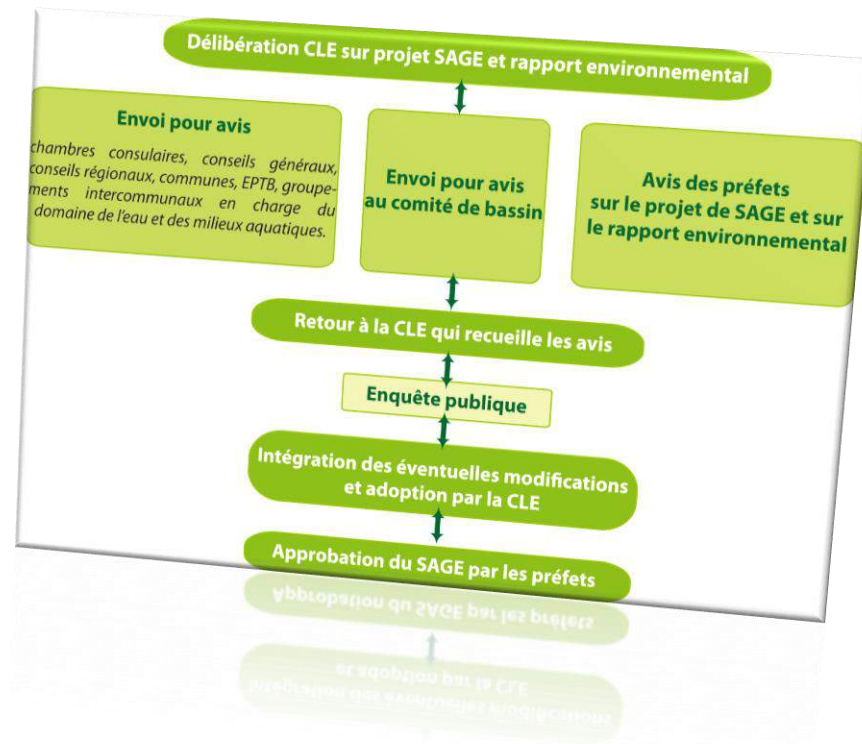 Délibération CLE sur projet SAGE et rapport environnemental
Envoi pour avis
chambres consulaires, conseils généraux,
conseils régionaux, communes, EPTB, groupe-
ments intercommunaux en charge du
domaine de l'eau et des milieux aquatiques.
Envoi pour avis
au comité de bassin
Avis des préfets
sur le projet de SAGE et sur
le rapport environnemental
Retour à la CLE qui recueille les avis
Enquête publique
Intégration des éventuelles modifications
et adoption par la CLE
Approbation du SAGE par les préfets